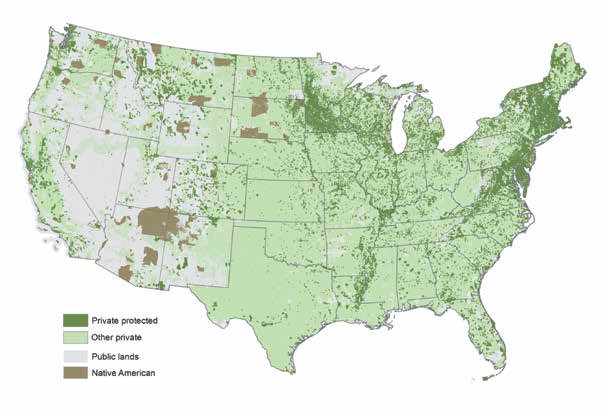 Private protected
Other private
Public lands
Native American